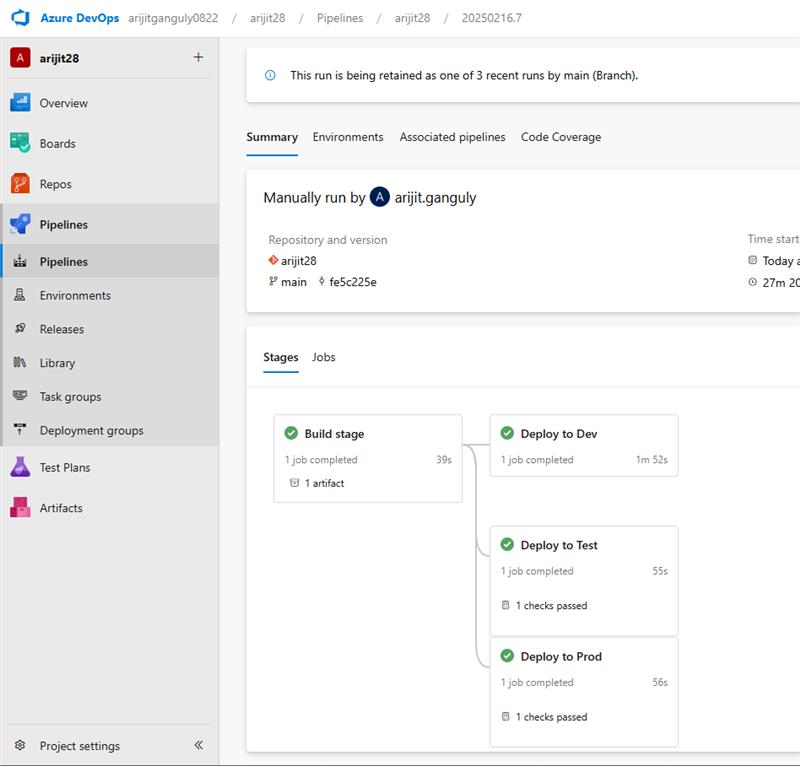 Azure DevOps arijitganguly0822 / arijit28 / Pipelines / arijit28 / 20250216.7
A arijit28 +
Overview
Boards
Repos
Pipelines
Pipelines
Environments
Releases
Library
Task groups
Deployment groups
Test Plans
Artifacts
Project settings
This run is being retained as one of 3 recent runs by main (Branch).
Summary Environments Associated pipelines Code Coverage
Manually run by A arijit.ganguly
Repository and version
arijit28
main fe5c225e
Time start
Today a
27m 20
Stages Jobs
Build stage
1 job completed 39s
1 artifact
Deploy to Dev
1 job completed 1m 52s
Deploy to Test
1 job completed 55s
1 checks passed
Deploy to Prod
1 job completed 56s
1 checks passed